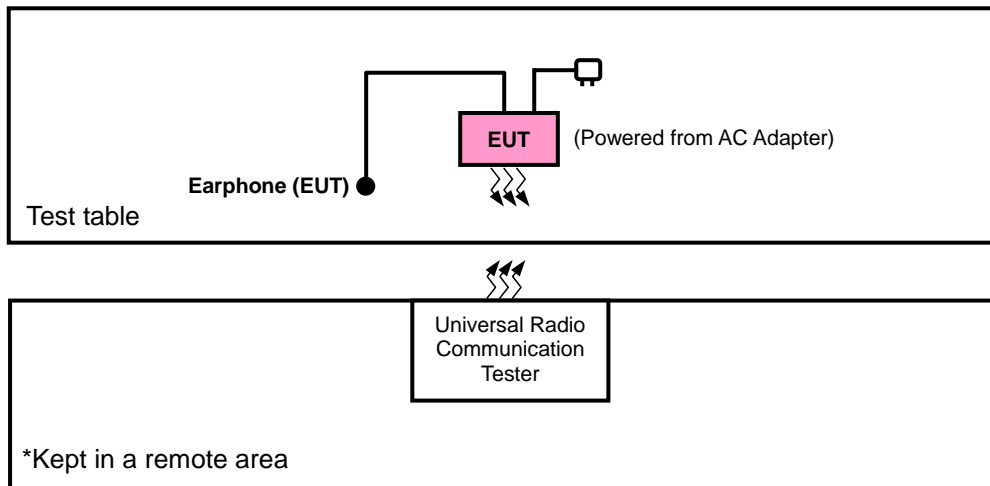 EUT
(Powered from AC Adapter)
Earphone (EUT)
Test table
Universal Radio
Communication
Tester
*Kept in a remote area